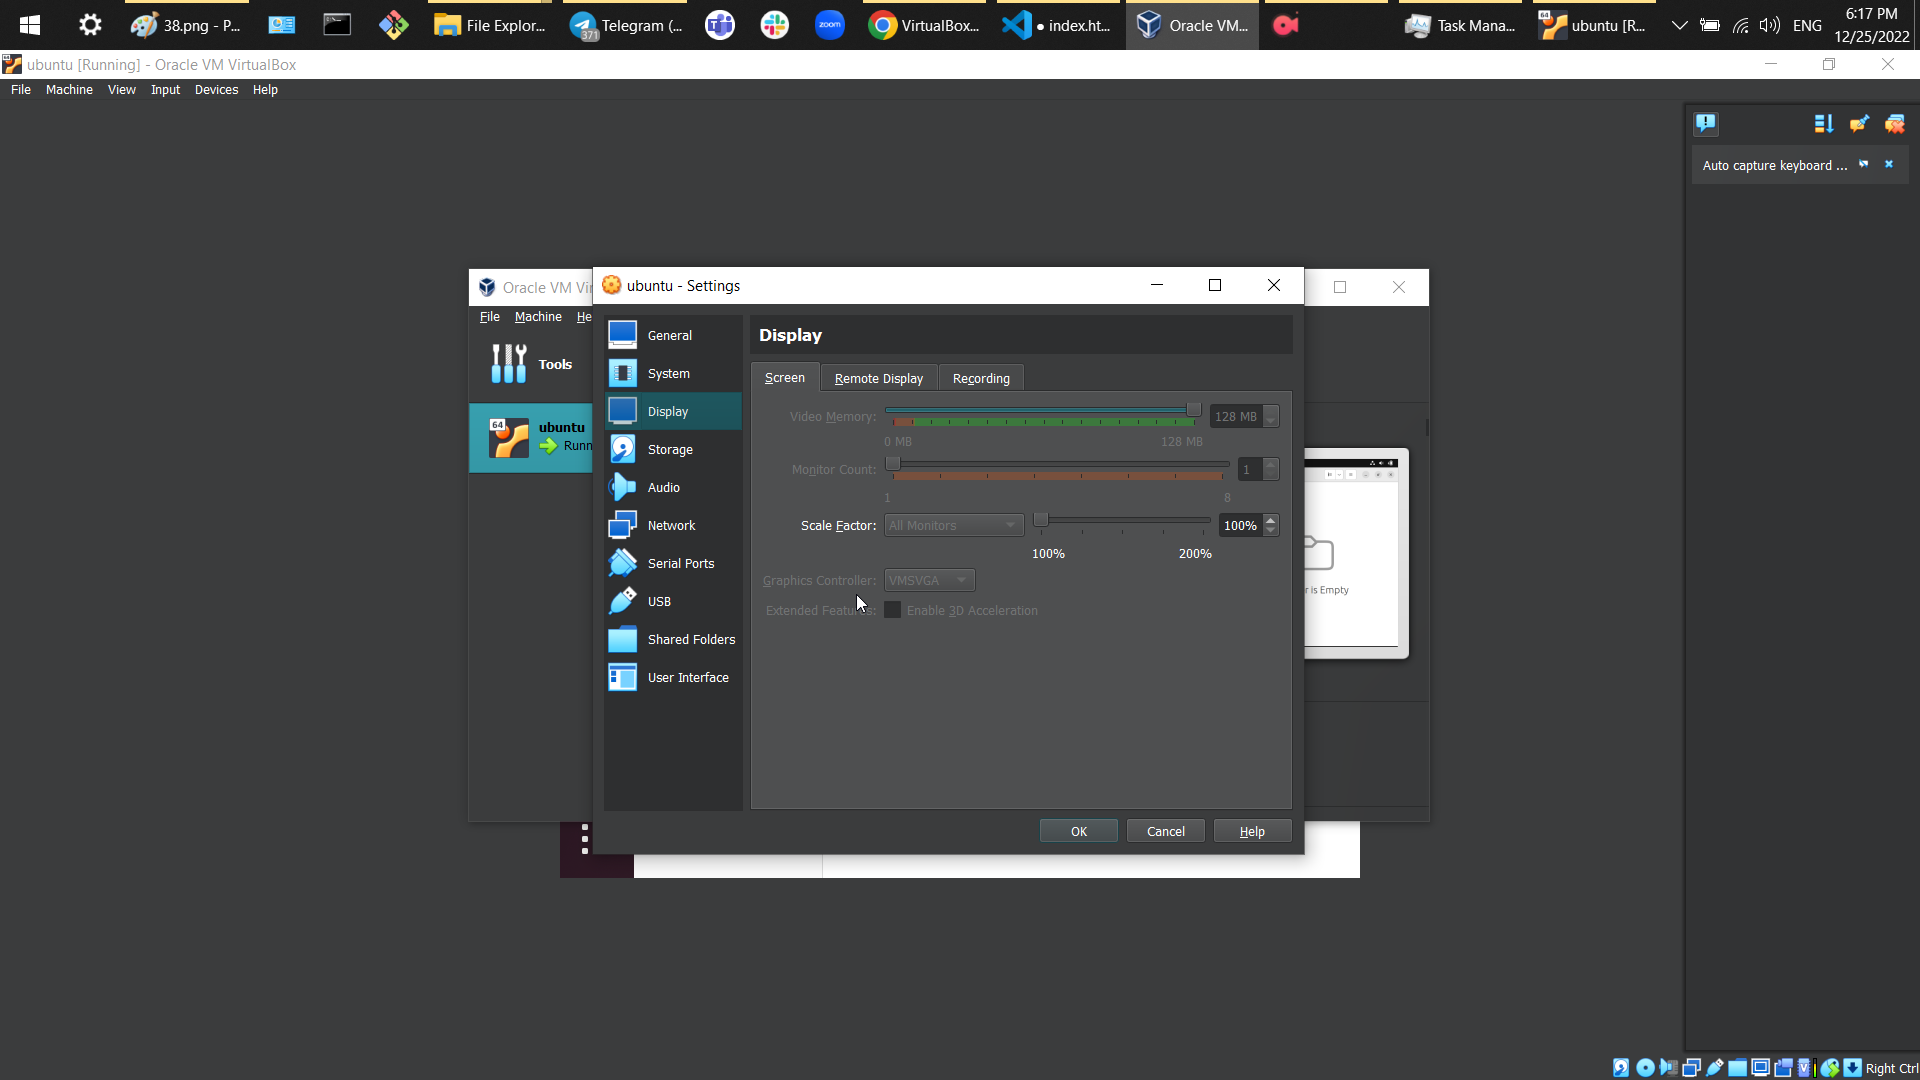 38.png - P...
File Explor...
371
Telegram (...
zoom
VirtualBox...
● index.ht...
Oracle VM...
Task Mana...
64
ubuntu [R...
ENG
6:17 PM
12/25/2022
ubuntu [Running] - Oracle VM VirtualBox
File Machine View Input Devices Help
Auto capture keyboard ...
Oracle VM Vir
File Machine He
Tools
64
ubuntu
Runn
ubuntu - Settings
General
System
Display
Storage
Audio
Network
Serial Ports
USB
Shared Folders
User Interface
Display
Screen Remote Display Recording
Video Memory: 128 MB
0 MB 128 MB
Monitor Count: 1
1 8
Scale Factor: All Monitors 100%
100% 200%
Graphics Controller: VMSVGA
Extended Features: Enable 3D Acceleration
OK Cancel Help
r is Empty
Right Ctrl